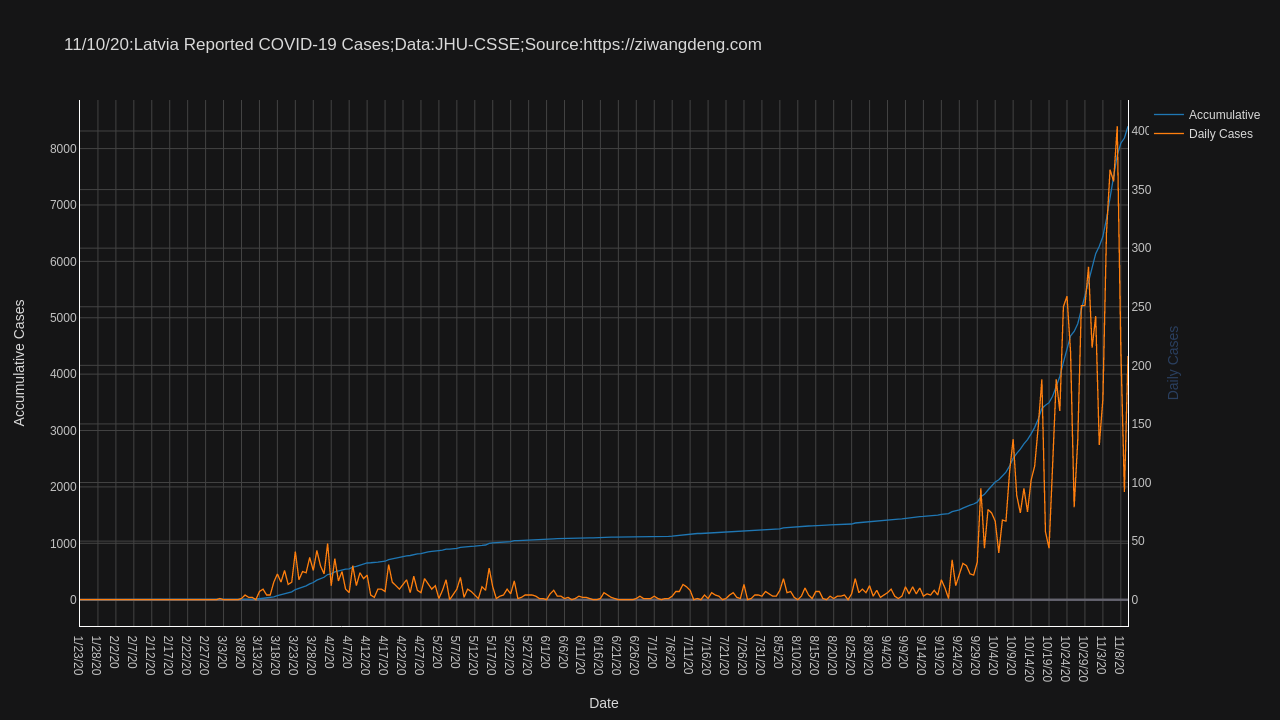 11/10/20:Latvia Reported COVID-19 Cases;Data:JHU-CSSE;Source:https://ziwangdeng.com
Accumulative
Daily Cases
Accumulative Cases
8000
7000
6000
5000
4000
3000
2000
1000
0
400
350
300
250
200
150
100
50
0
Daily Cases
1/23/20 1/28/20 2/2/20 2/7/20 2/12/20 2/17/20 2/22/20 2/27/20 3/3/20 3/8/20 3/13/20 3/18/20 3/23/20 3/28/20 4/2/20 4/7/20 4/12/20 4/17/20 4/22/20 4/27/20 5/2/20 5/7/20 5/12/20 5/17/20 5/22/20 5/27/20 6/1/20 6/6/20 6/11/20 6/16/20 6/21/20 6/26/20 7/1/20 7/6/20 7/11/20 7/16/20 7/21/20 7/26/20 7/31/20 8/5/20 8/10/20 8/15/20 8/20/20 8/25/20 8/30/20 9/4/20 9/9/20 9/14/20 9/19/20 9/24/20 9/29/20 10/4/20 10/9/20 10/14/20 10/19/20 10/24/20 10/29/20 11/3/20 11/8/20
Date